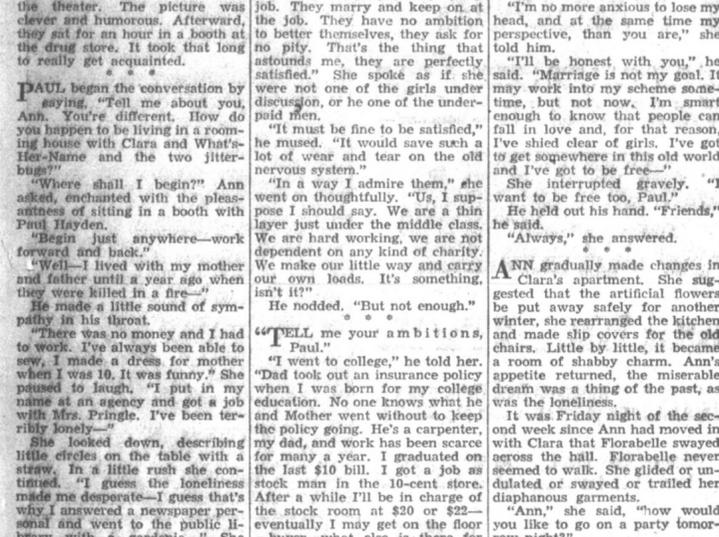 the theater. The picture was
clever and humorous. Afterward,
they sat for an hour in a booth at
the drug store. It took that long
to really get acquainted.
* * *
PAUL began the conversation by
saying, "Tell me about you,
Ann. You're different. How do
you happen to be living in a room-
ing house with Clara and What's-
Her-Name and the two jitter-
bugs?"
"Where shall I begin?" Ann
asked, enchanted with the pleas-
antness of sitting in a booth with
Paul Hayden.
"Begin just anywhere—work
forward and back."
"Well—I lived with my mother
and father until a year ago when
they were killed in a fire—"
He made a little sound of sym-
pathy in his throat.
"There was no money and I had
to work. I've always been able to
sew, I made a dress for mother
when I was 10. It was funny." She
paused to laugh. "I put in my
name at an agency and got a job
with Mrs. Pringle. I've been ter-
ribly lonely—"
She looked down, describing
little circles on the table with a
straw. In a little rush she con-
tinued. "I guess the loneliness
made me desperate—I guess that's
why I answered a newspaper per-
sonal and went to the public li-
brary with a She
job. They marry and keep on at
the job. They have no ambition
to better themselves, they ask for
no pity. That's the thing that
astounds me, they are perfectly
satisfied." She spoke as if she
were not one of the girls under
discussion, or he one of the under-
paid men.
"It must be fine to be satisfied,"
he mused. "It would save such a
lot of wear and tear on the old
nervous system."
"In a way I admire them," she
went on thoughtfully. "Us, I sup-
pose I should say. We are a thin
layer just under the middle class.
We are hard working, we are not
dependent on any kind of charity.
We make our little way and carry
our own loads. It's something,
isn't it?"
He nodded. "But not enough."
* * *
"TELL me your ambitions,
Paul."
"I went to college," he told her.
"Dad took out an insurance policy
when I was born for my college
education. No one knows what he
and Mother went without to keep
the policy going. He's a carpenter,
my dad, and work has been scarce
for many a year. I graduated on
the last $10 bill. I got a job as
stock man in the 10-cent store.
After a while I'll be in charge of
the stock room at $20 or $22—
eventually I may get on the floor
what else is there for
"I'm no more anxious to lose my
head, and at the same time my
perspective, than you are," she
told him.
"I'll be honest with you," he
said. "Marriage is not my goal. It
may work into my scheme some-
time, but not now. I'm smart
enough to know that people can
fall in love and, for that reason,
I've shied clear of girls. I've got
to get somewhere in this old world
and I've got to be free—"
She interrupted gravely. "I
want to be free too, Paul."
He held out his hand. "Friends,"
he said.
"Always," she answered.
* * *
ANN gradually made changes in
Clara's apartment. She sug-
gested that the artificial flowers
be put away safely for another
winter, she rearranged the kitchen
and made slip covers for the old
chairs. Little by little, it became
a room of shabby charm. Ann's
appetite returned, the miserable
dream was a thing of the past, as
was the loneliness.
It was Friday night of the sec-
ond week since Ann had moved in
with Clara that Florabelle swayed
across the hall. Florabelle never
seemed to walk. She glided or un-
dulated or swayed or trailed her
diaphanous garments.
"Ann," she said, "how would
you like to go on a party tomor-
row night?"